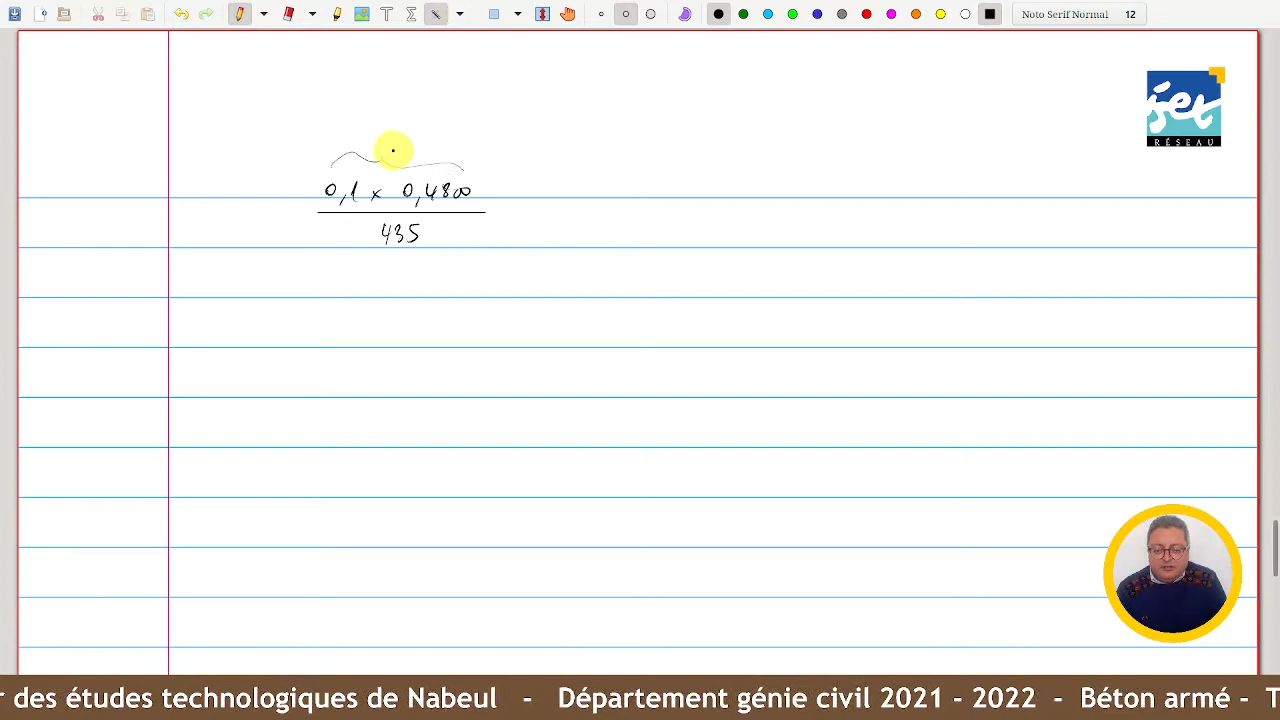 Noto Serif Normal 12
iset
RÉSEAU
0,1 x 0,4800
435
r des études technologiques de Nabeul - Département génie civil 2021 - 2022 - Béton armé - T